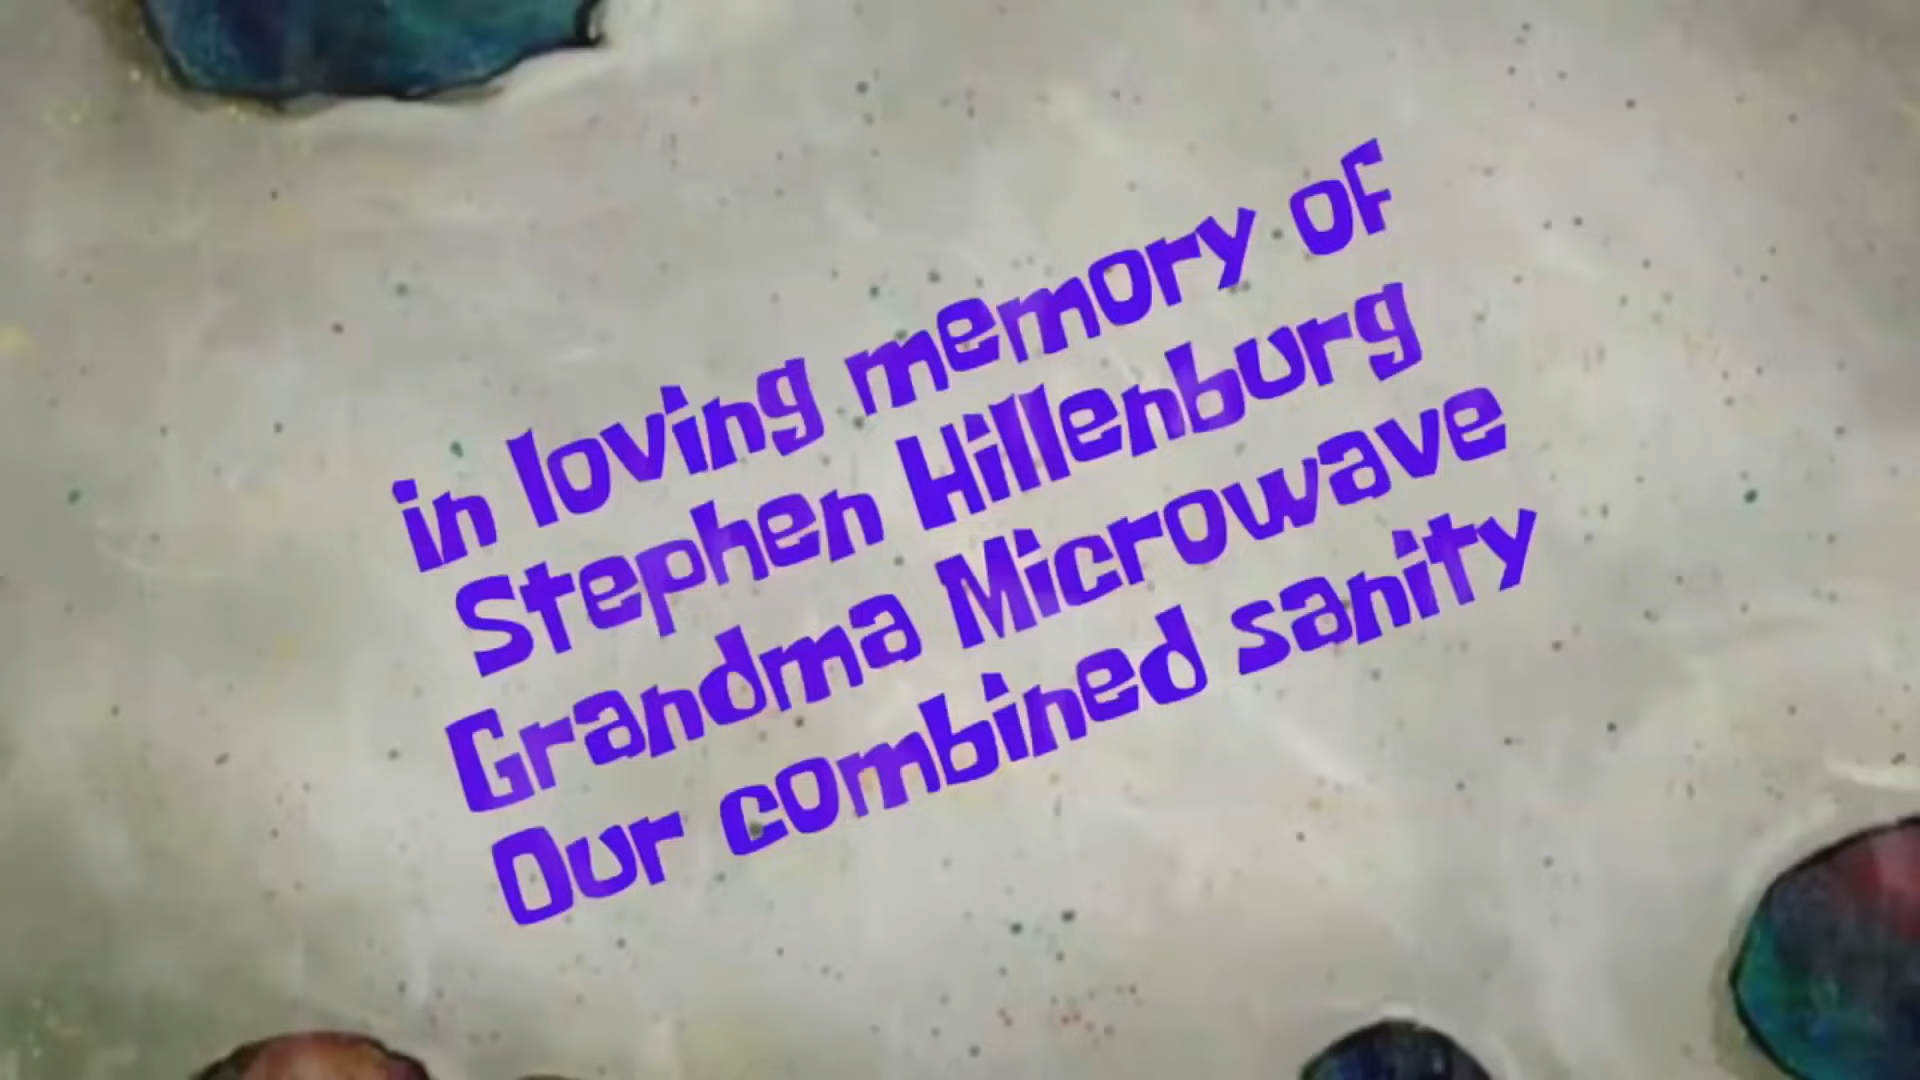 in loving memory of
Stephen Hillenburg
Grandma Microwave
Our combined sanity